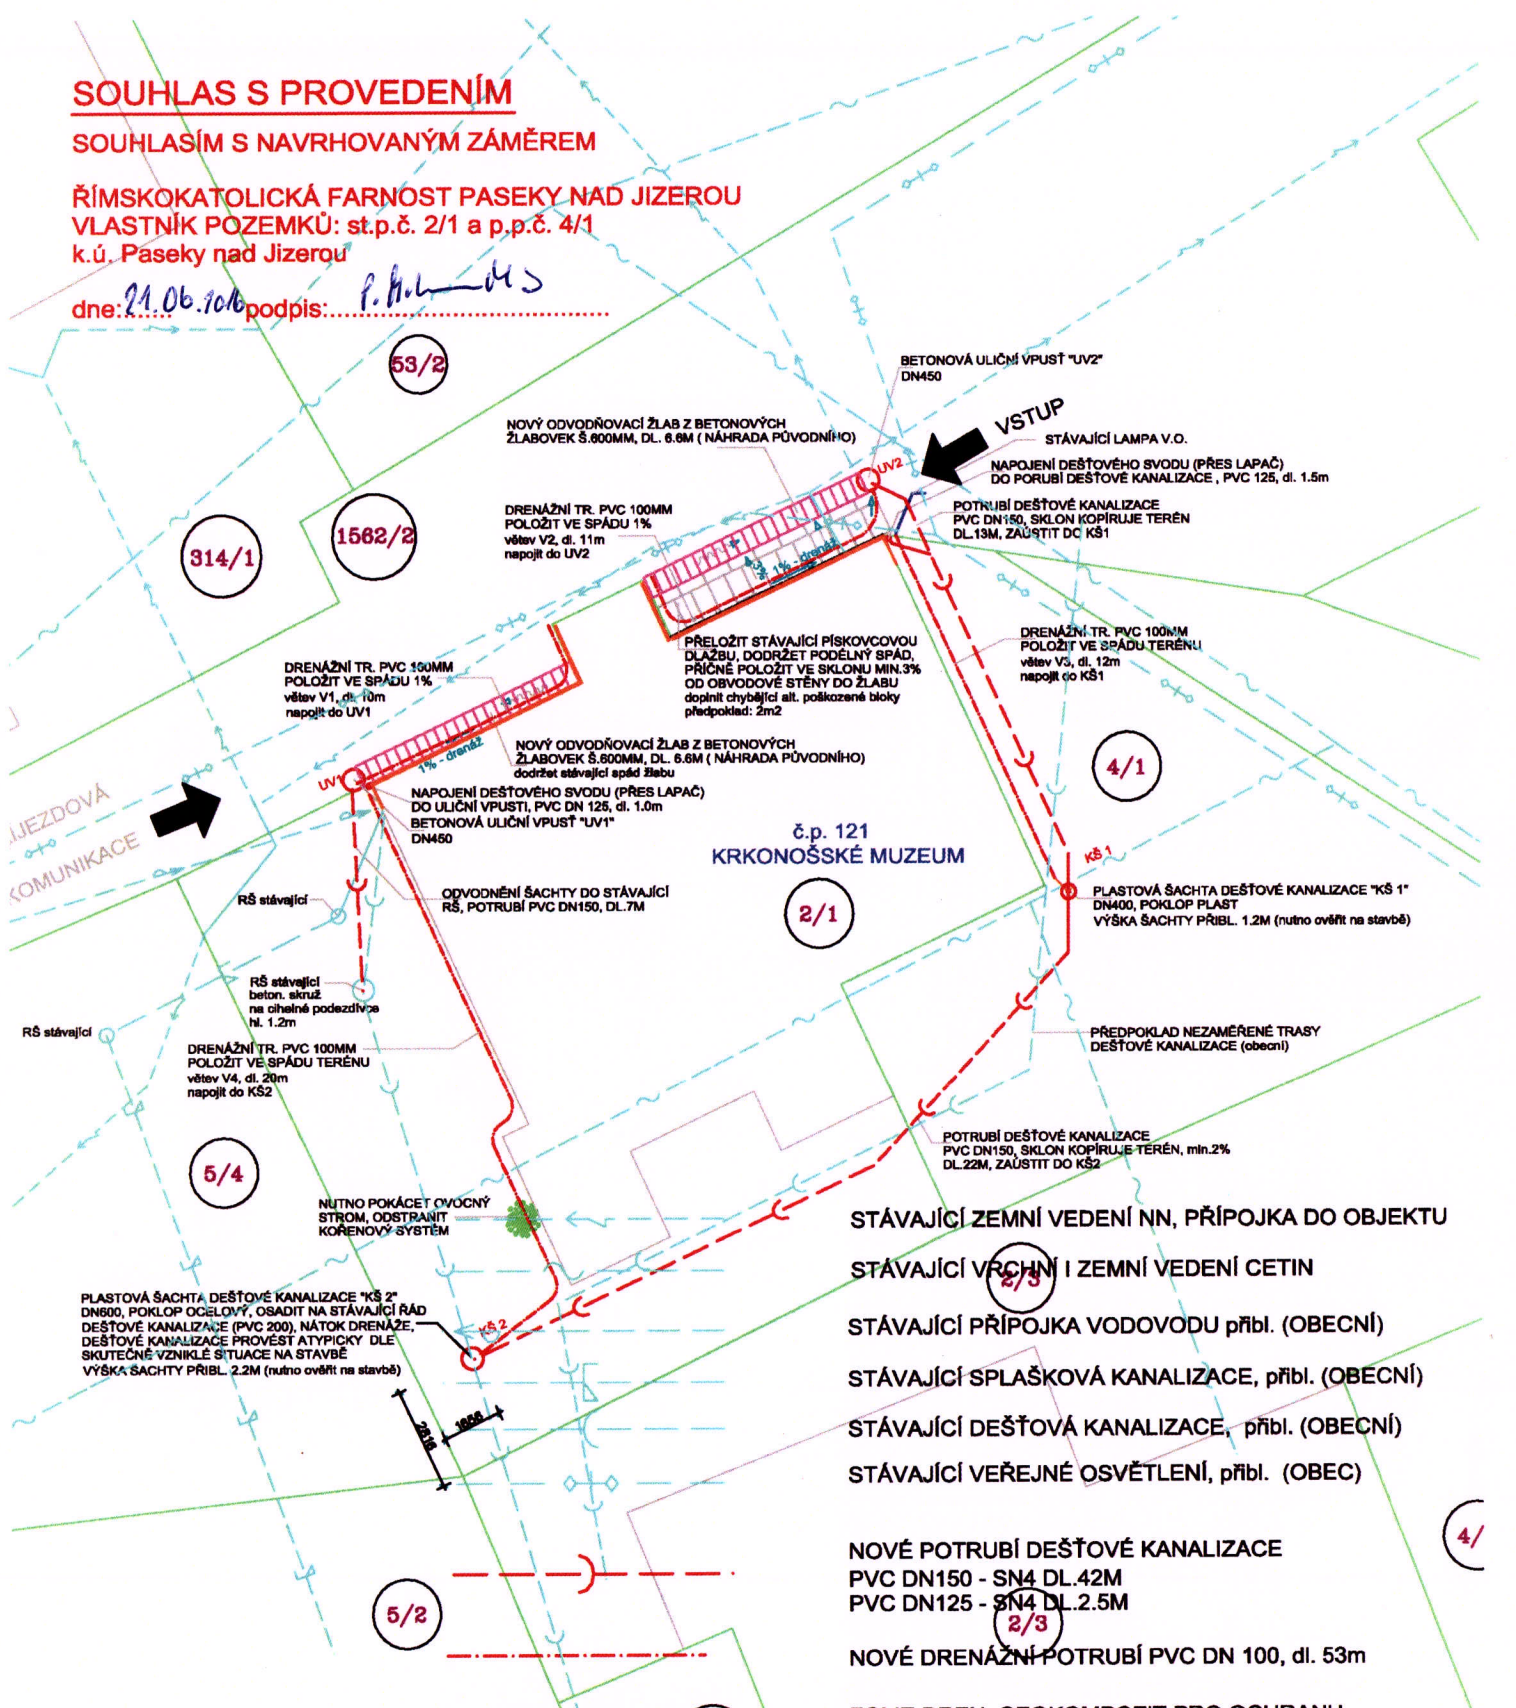 SOUHLAS S PROVEDENÍM
SOUHLASÍM S NAVRHOVANÝM ZÁMĚREM
ŘÍMSKOKATOLICKÁ FARNOST PASEKY NAD JIZEROU
VLASTNÍK POZEMKŮ: st.p.č. 2/1 a p.p.č. 4/1
k.ú. Paseky nad Jizerou
dne: 21.06.2016 podpis:
53/2
BETONOVÁ ULIČNÍ VPUSŤ "UV2"
DN450
VSTUP
NOVÝ ODVODŇOVACÍ ŽLAB Z BETONOVÝCH
ŽLABOVEK Š.600MM, DL. 6.6M ( NÁHRADA PŮVODNÍHO)
STÁVAJÍCÍ LAMPA V.O.
UV2
NAPOJENÍ DEŠŤOVÉHO SVODU (PŘES LAPAČ)
DO PORUBÍ DEŠŤOVÉ KANALIZACE , PVC 125, dl. 1.5m
DRENÁŽNÍ TR. PVC 100MM
POLOŽIT VE SPÁDU 1%
větev V2, dl. 11m
napojit do UV2
POTRUBÍ DEŠŤOVÉ KANALIZACE
PVC DN150, SKLON KOPÍRUJE TERÉN
DL.13M, ZAÚSTIT DO KŠ1
1562/2
314/1
3%
1% - drenáž
PŘELOŽIT STÁVAJÍCÍ PÍSKOVCOVOU
DLAŽBU, DODRŽET PODÉLNÝ SPÁD,
PŘÍČNĚ POLOŽIT VE SKLONU MIN.3%
OD OBVODOVÉ STĚNY DO ŽLABU
doplnit chybějící alt. poškozené bloky
předpoklad: 2m2
DRENÁŽNÍ TR. PVC 100MM
POLOŽIT VE SPÁDU TERÉNU
větev V3, dl. 12m
napojit do KŠ1
DRENÁŽNÍ TR. PVC 100MM
POLOŽIT VE SPÁDU 1%
větev V1, dl. 10m
napojit do UV1
NOVÝ ODVODŇOVACÍ ŽLAB Z BETONOVÝCH
ŽLABOVEK Š.600MM, DL. 6.6M ( NÁHRADA PŮVODNÍHO)
dodržet stávající spád žlabu
1% - drenáž
UV1
4/1
NAPOJENÍ DEŠŤOVÉHO SVODU (PŘES LAPAČ)
DO ULIČNÍ VPUSTI, PVC DN 125, dl. 1.0m
BETONOVÁ ULIČNÍ VPUSŤ "UV1"
DN450
KOMUNIKACE
č.p. 121
KRKONOŠSKÉ MUZEUM
2/1
KŠ 1
PLASTOVÁ ŠACHTA DEŠŤOVÉ KANALIZACE "KŠ 1"
DN400, POKLOP PLAST
VÝŠKA ŠACHTY PŘIBL. 1.2M (nutno ověřit na stavbě)
ODVODNĚNÍ ŠACHTY DO STÁVAJÍCÍ
RŠ, POTRUBÍ PVC DN150, DL.7M
RŠ stávající
RŠ stávající
beton. skruž
na cihelné podezdívce
hl. 1.2m
RŠ stávající
PŘEDPOKLAD NEZAMĚŘENÉ TRASY
DEŠŤOVÉ KANALIZACE (obecní)
DRENÁŽNÍ TR. PVC 100MM
POLOŽIT VE SPÁDU TERÉNU
větev V4, dl. 20m
napojit do KŠ2
POTRUBÍ DEŠŤOVÉ KANALIZACE
PVC DN150, SKLON KOPÍRUJE TERÉN, min.2%
DL.22M, ZAÚSTIT DO KŠ2
5/4
NUTNO POKÁCET OVOCNÝ
STROM, ODSTRANIT
KOŘENOVÝ SYSTÉM
STÁVAJÍCÍ ZEMNÍ VEDENÍ NN, PŘÍPOJKA DO OBJEKTU
STÁVAJÍCÍ VRCHNÍ I ZEMNÍ VEDENÍ CETIN
2/3
PLASTOVÁ ŠACHTA DEŠŤOVÉ KANALIZACE "KŠ 2"
DN600, POKLOP OCELOVÝ, OSADIT NA STÁVAJÍCÍ ŘAD
DEŠŤOVÉ KANALIZACE (PVC 200), NÁTOK DRENÁŽE,
DEŠŤOVÉ KANALIZACE PROVÉST ATYPICKY DLE
SKUTEČNĚ VZNIKLÉ SITUACE NA STAVBĚ
VÝŠKA ŠACHTY PŘIBL. 2.2M (nutno ověřit na stavbě)
KŠ 2
STÁVAJÍCÍ PŘÍPOJKA VODOVODU přibl. (OBECNÍ)
STÁVAJÍCÍ SPLAŠKOVÁ KANALIZACE, přibl. (OBECNÍ)
1656
2816
STÁVAJÍCÍ DEŠŤOVÁ KANALIZACE, přibl. (OBECNÍ)
STÁVAJÍCÍ VEŘEJNÉ OSVĚTLENÍ, přibl. (OBEC)
4/
NOVÉ POTRUBÍ DEŠŤOVÉ KANALIZACE
PVC DN150 - SN4 DL.42M
PVC DN125 - SN4 DL.2.5M
5/2
2/3
NOVÉ DRENÁŽNÍ POTRUBÍ PVC DN 100, dl. 53m